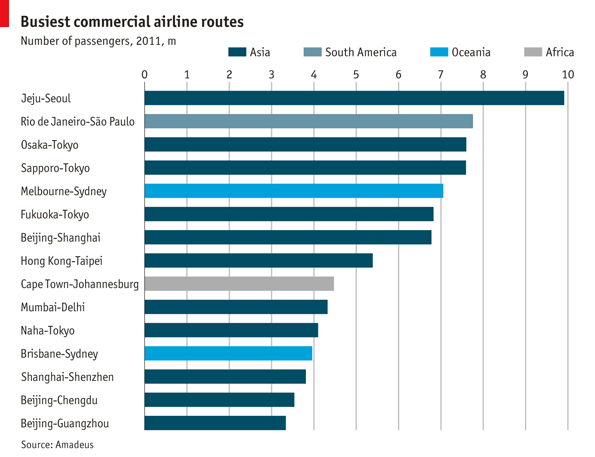 Busiest commercial airline routes
Number of passengers, 2011, m
Asia South America Oceania Africa
0 1 2 3 4 5 6 7 8 9 10
Jeju-Seoul
Rio de Janeiro-São Paulo
Osaka-Tokyo
Sapporo-Tokyo
Melbourne-Sydney
Fukuoka-Tokyo
Beijing-Shanghai
Hong Kong-Taipei
Cape Town-Johannesburg
Mumbai-Delhi
Naha-Tokyo
Brisbane-Sydney
Shanghai-Shenzhen
Beijing-Chengdu
Beijing-Guangzhou
Source: Amadeus